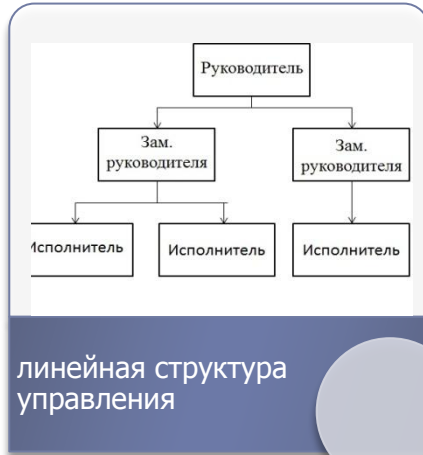 Руководитель
Зам.
руководителя
Зам.
руководителя
Исполнитель
Исполнитель
Исполнитель
линейная структура
управления